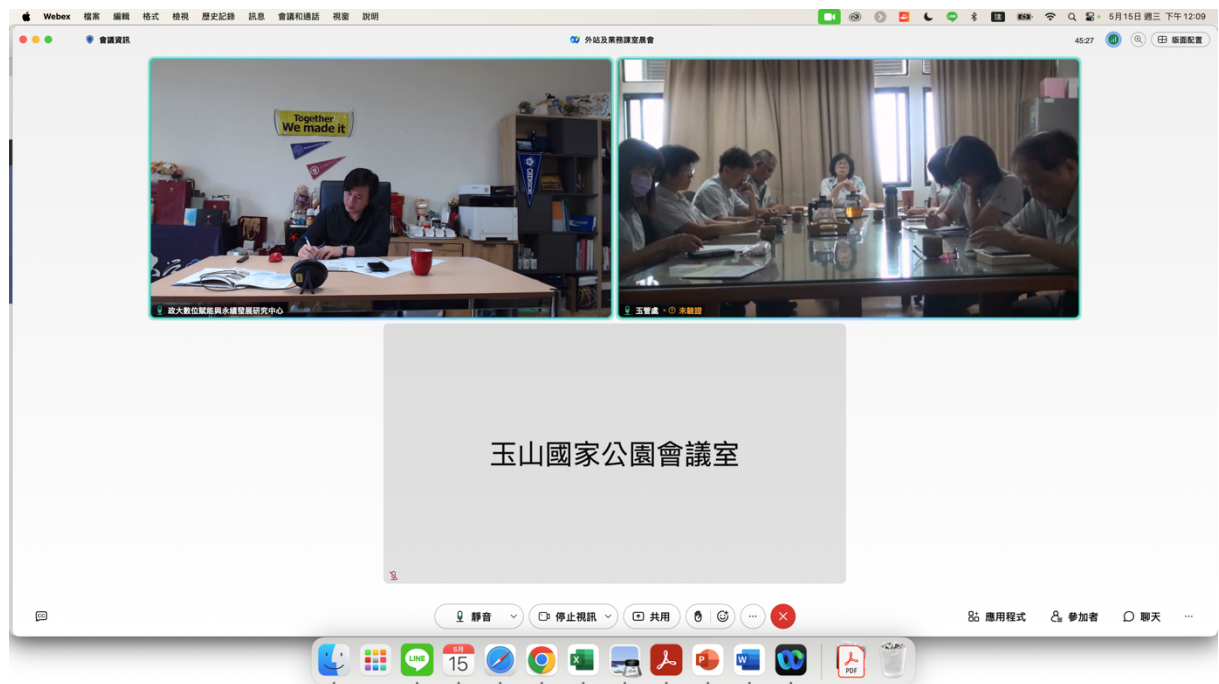 Webex 檔案 編輯 格式 檢視 歷史記錄 訊息 會議和通話 視窗 說明
5月15日 週三 下午12:09
會議資訊
外站及業務課室晨會
45:27
版面配置
Together
We made it
政大數位賦能與永續發展研究中心
玉管處 · 未驗證
玉山國家公園會議室
CC
靜音
停止視訊
共用
應用程式
參加者
聊天
LINE
5月
15
X
P
W
PDF